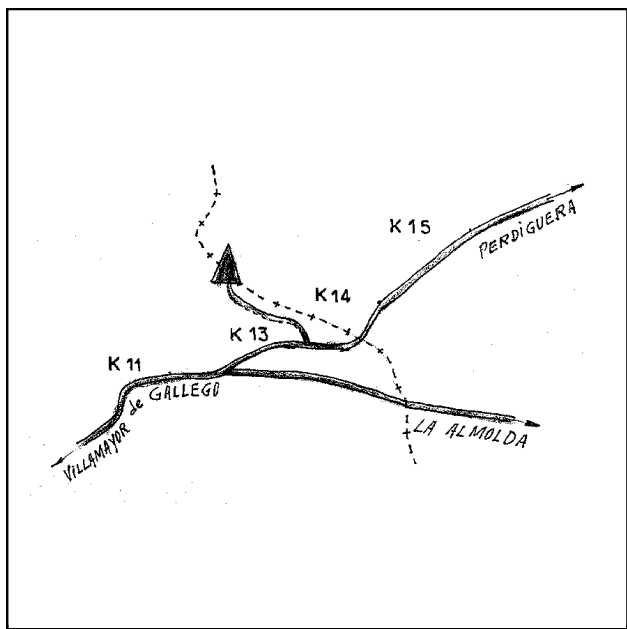 K 15
PERDIGUERA
K 14
K 13
K 11
VILLAMAYOR de GALLEGO
LA ALMOLDA